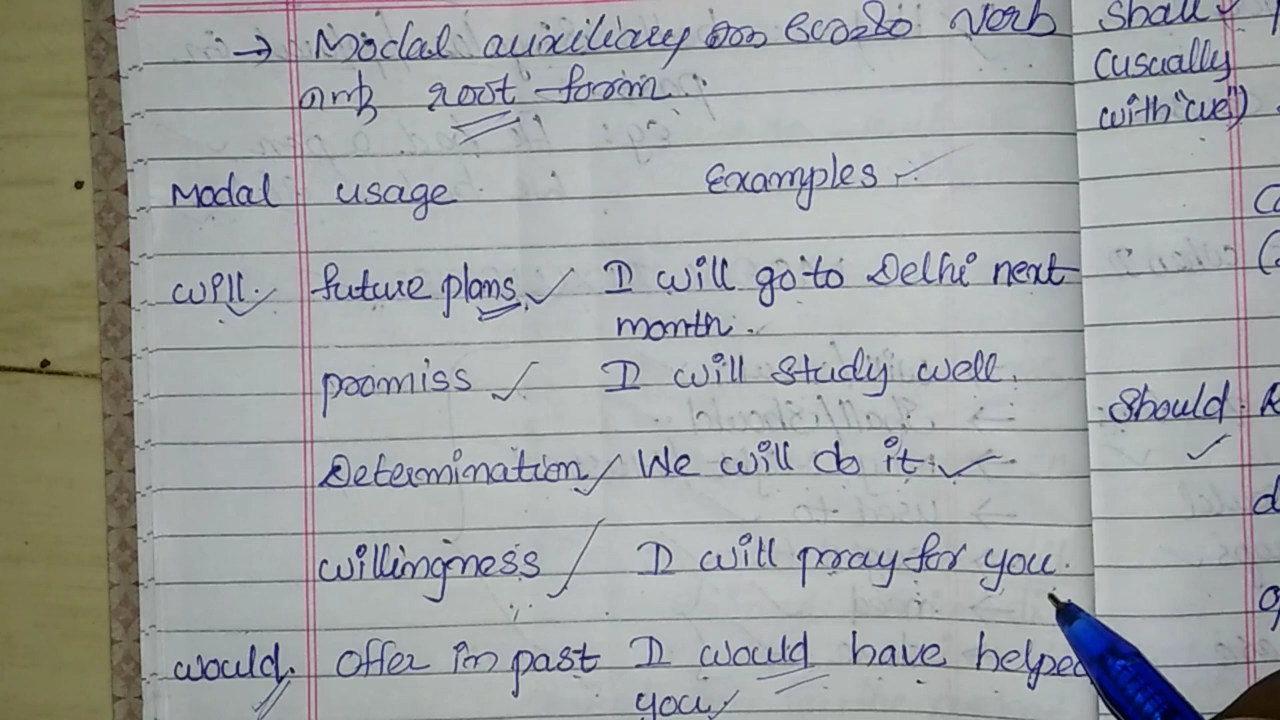 → Modal auxiliary verb
root form.
Modal usage Examples
will future plans I will go to Delhi next
month.
promiss I will study well.
Determination We will do it.
willingness I will pray for you.
would offer in past I would have helped
you
Shall
(usually
with "we")
Should